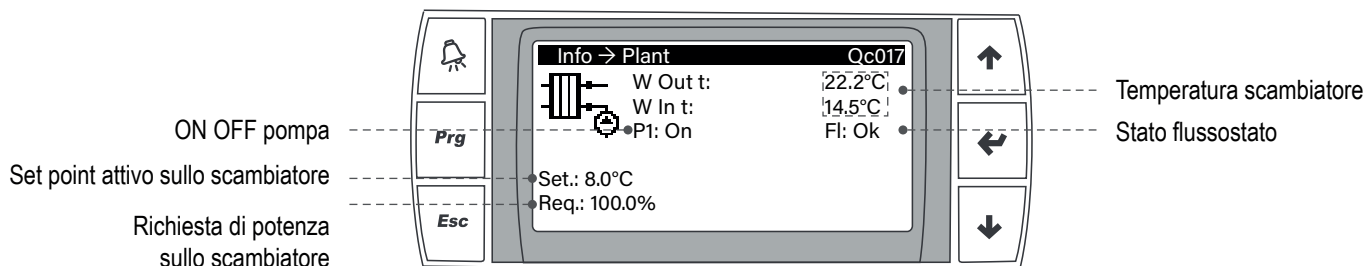 Info → Plant Qc017
W Out t: 22.2°C
W In t: 14.5°C
P1: On Fl: Ok
Set.: 8.0°C
Req.: 100.0%
Prg
Esc
ON OFF pompa
Set point attivo sullo scambiatore
Richiesta di potenza
sullo scambiatore
Temperatura scambiatore
Stato flussostato